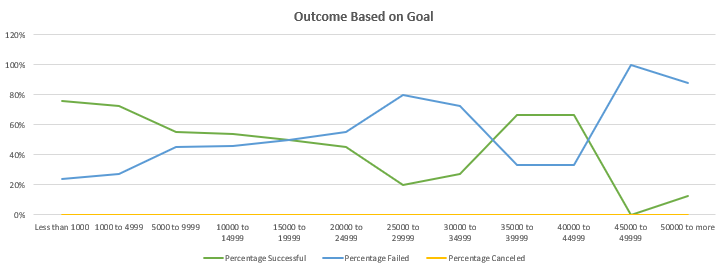 Outcome Based on Goal
120%
100%
80%
60%
40%
20%
0%
Less than 1000 1000 to 4999 5000 to 9999 10000 to 15000 to 20000 to 25000 to 30000 to 35000 to 40000 to 45000 to 50000 to more
14999 19999 24999 29999 34999 39999 44999 49999
Percentage Successful Percentage Failed Percentage Canceled